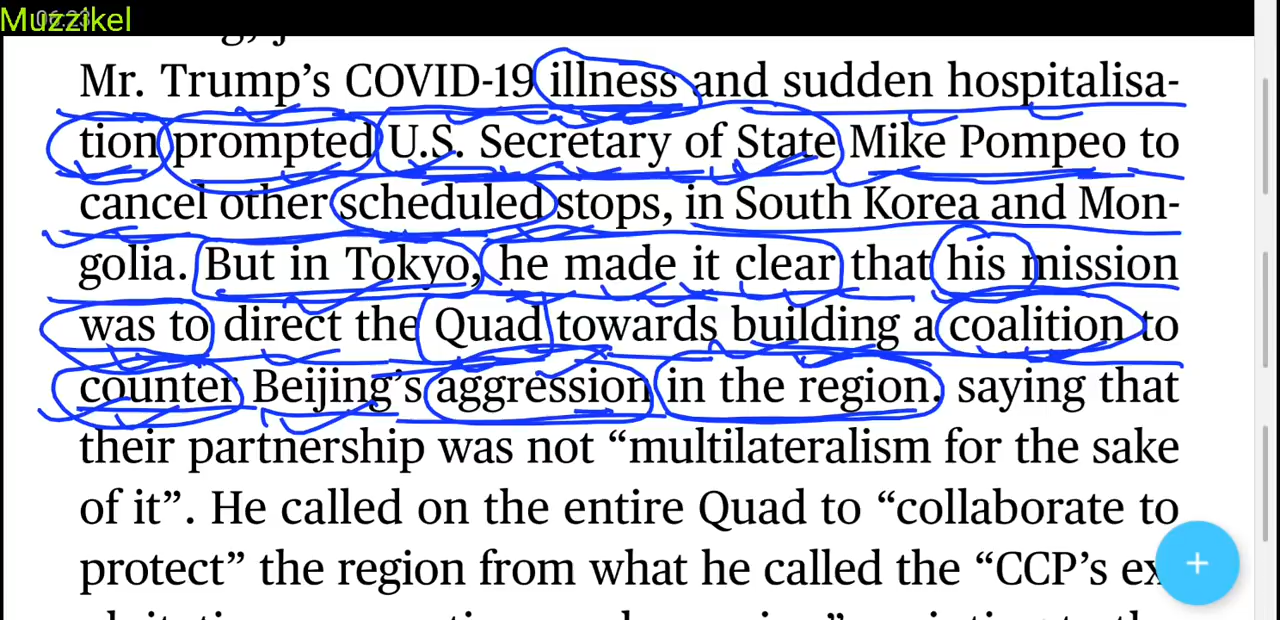 Muzzikel
06:23
Mr. Trump's COVID-19 illness and sudden hospitalisa-
tion prompted U.S. Secretary of State Mike Pompeo to
cancel other scheduled stops, in South Korea and Mon-
golia. But in Tokyo, he made it clear that his mission
was to direct the Quad towards building a coalition to
counter Beijing's aggression in the region, saying that
their partnership was not “multilateralism for the sake
of it”. He called on the entire Quad to “collaborate to
protect” the region from what he called the “CCP's ex